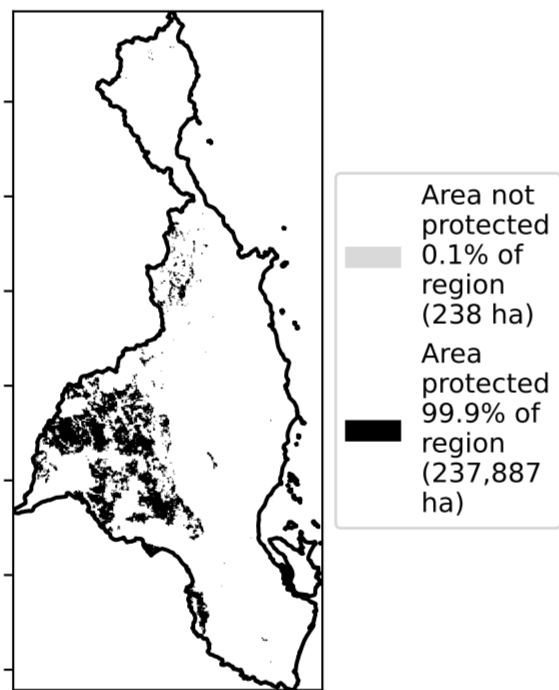 Area not
protected
0.1% of
region
(238 ha)
Area
protected
99.9% of
region
(237,887
ha)